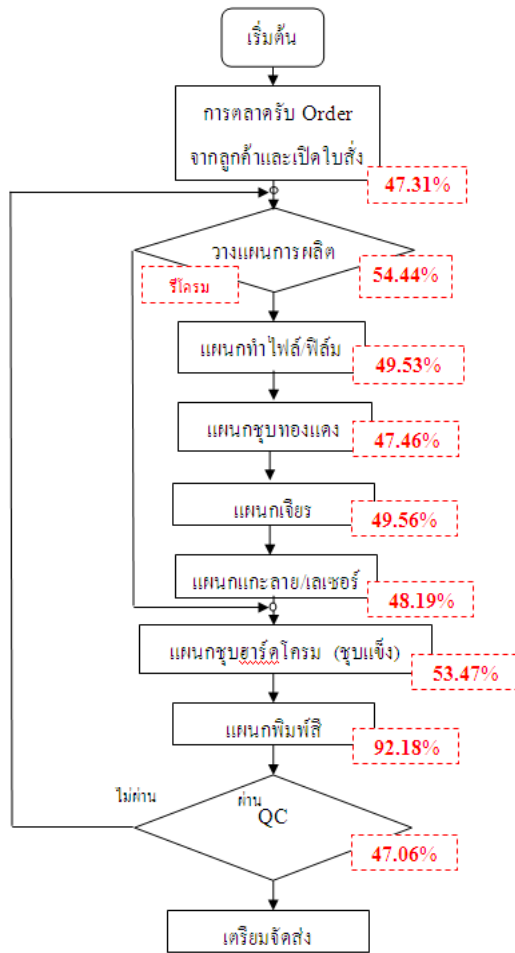 เริ่มต้น
การตลาดรับ Order
จากลูกค้าและเปิดใบสั่ง
47.31%
วางแผนการผลิต
54.44%
รีโครม
แผนกทำไฟล์/ฟิล์ม
49.53%
แผนกชุบทองแดง
47.46%
แผนกเจียร
49.56%
แผนกแกะลาย/เลเซอร์
48.19%
แผนกชุบฮาร์ดโครม (ชุบแข็ง)
53.47%
แผนกพิมพ์สี
92.18%
ไม่ผ่าน
ผ่าน
QC
47.06%
เตรียมจัดส่ง